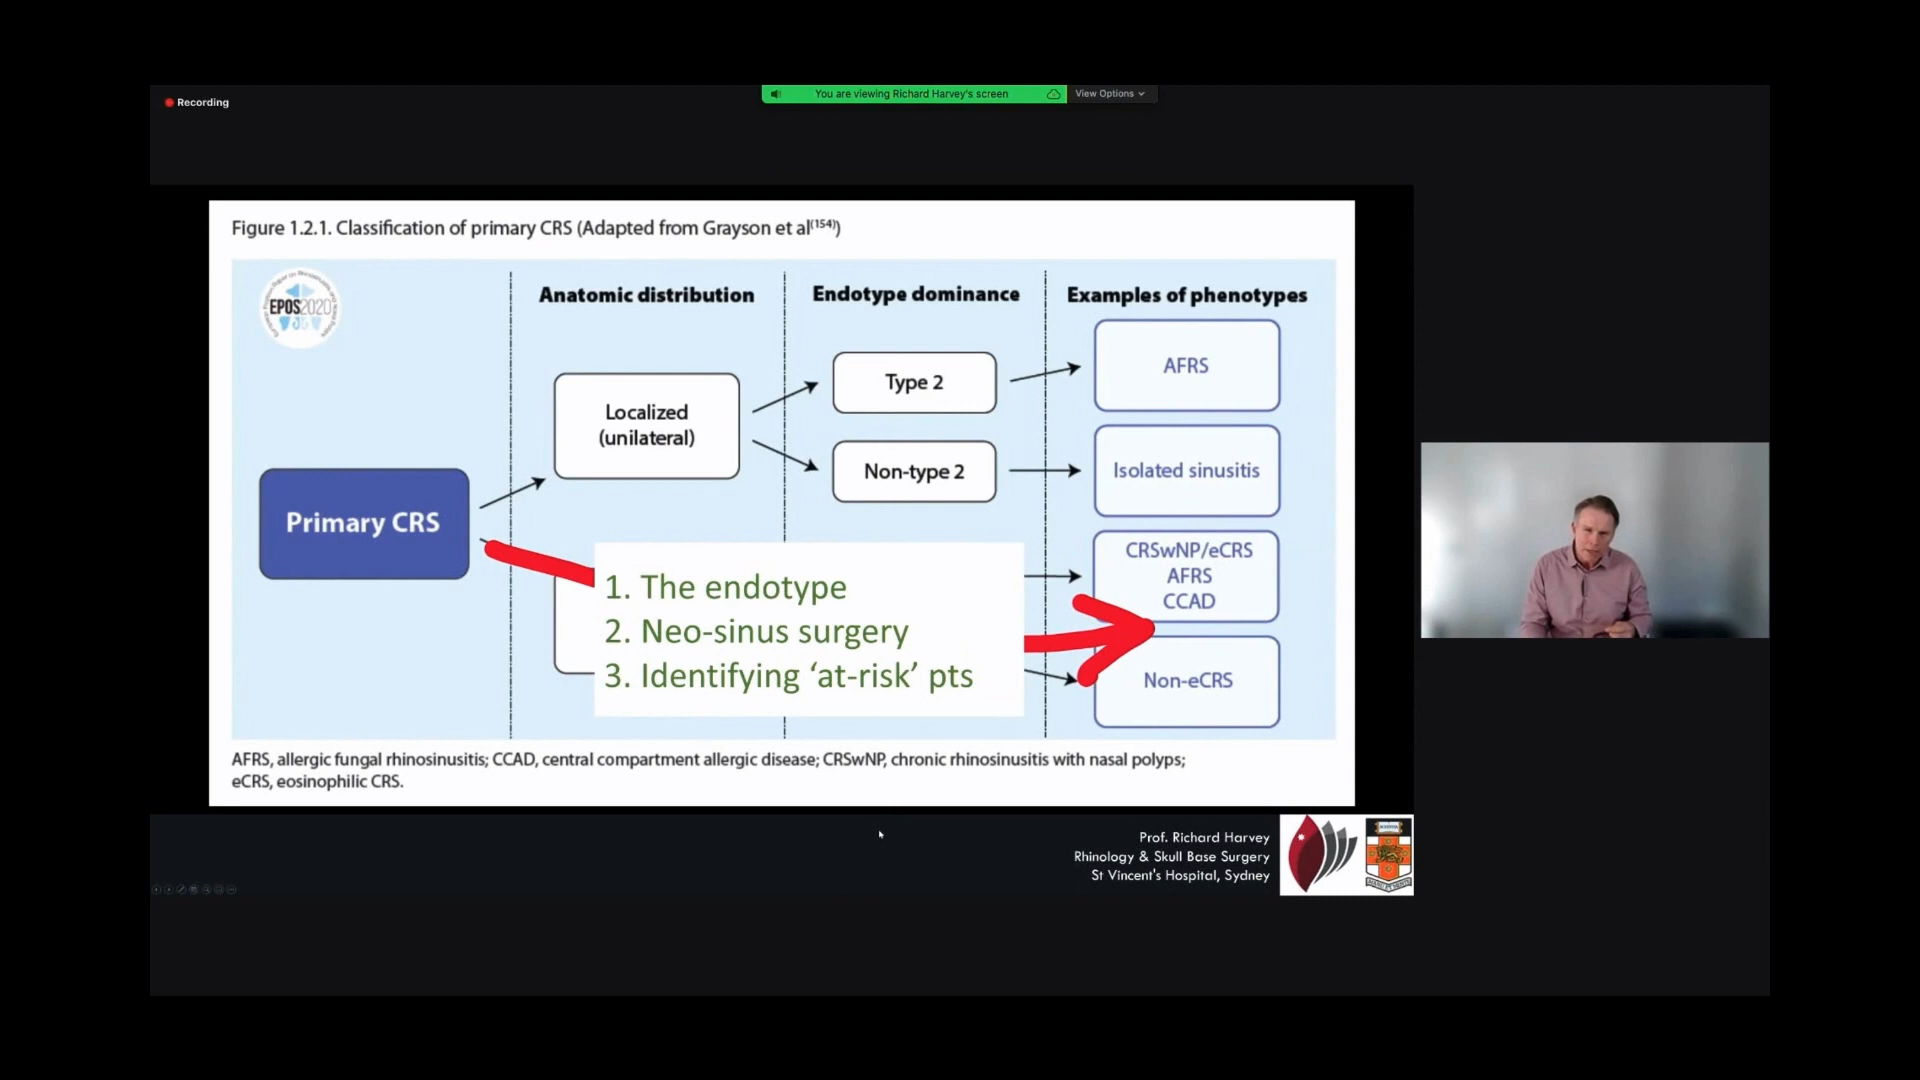 Recording
You are viewing Richard Harvey's screen
View Options
Figure 1.2.1. Classification of primary CRS (Adapted from Grayson et al(154))
EPOS2020
Anatomic distribution
Endotype dominance
Examples of phenotypes
Primary CRS
Localized
(unilateral)
Type 2
Non-type 2
AFRS
Isolated sinusitis
CRSwNP/eCRS
AFRS
CCAD
Non-eCRS
1. The endotype
2. Neo-sinus surgery
3. Identifying ‘at-risk’ pts
AFRS, allergic fungal rhinosinusitis; CCAD, central compartment allergic disease; CRSwNP, chronic rhinosinusitis with nasal polyps;
eCRS, eosinophilic CRS.
Prof. Richard Harvey
Rhinology & Skull Base Surgery
St Vincent's Hospital, Sydney